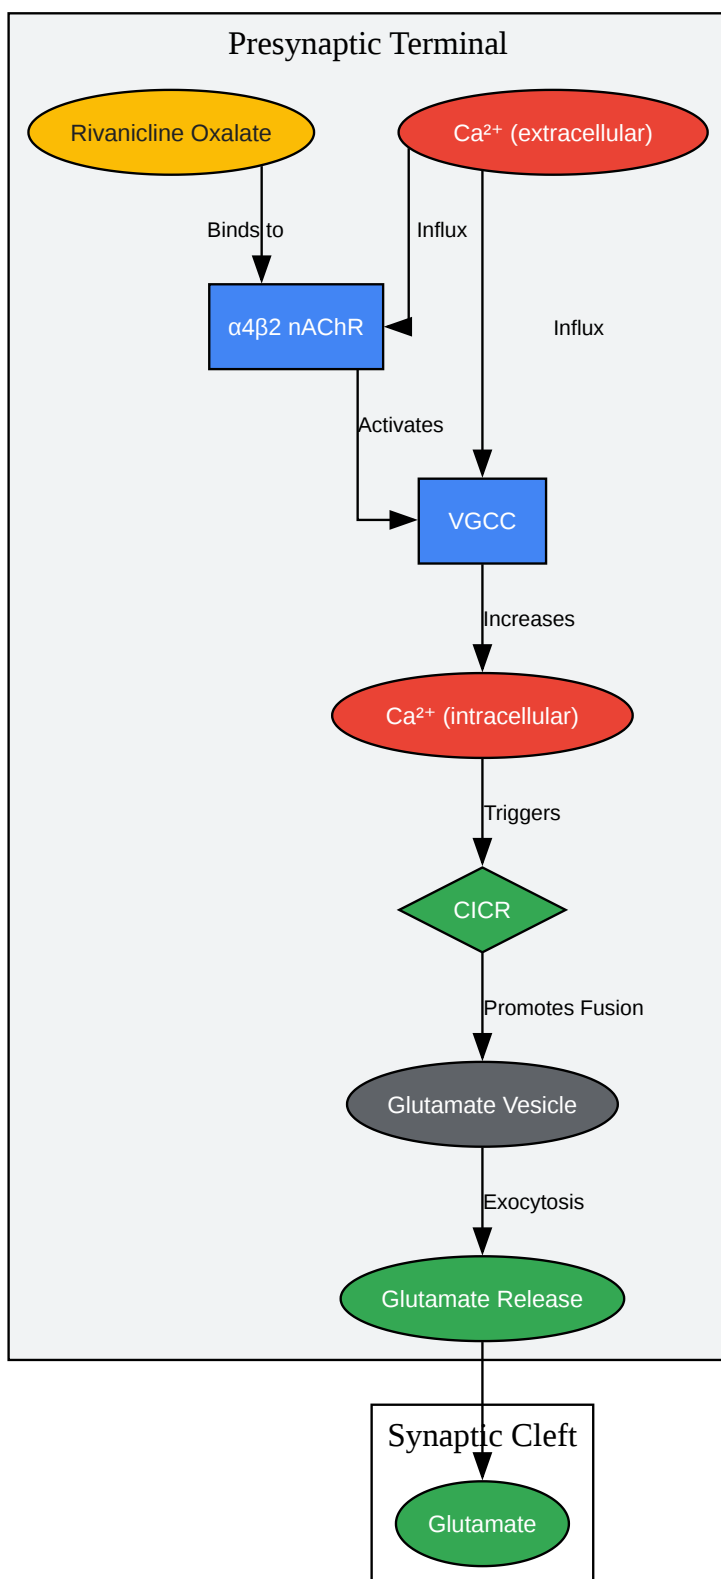 Presynaptic Terminal
Rivanicline Oxalate
Ca²⁺ (extracellular)
Binds to
Influx
α4β2 nAChR
Influx
Activates
VGCC
Increases
Ca²⁺ (intracellular)
Triggers
CICR
Promotes Fusion
Glutamate Vesicle
Exocytosis
Glutamate Release
Synaptic Cleft
Glutamate